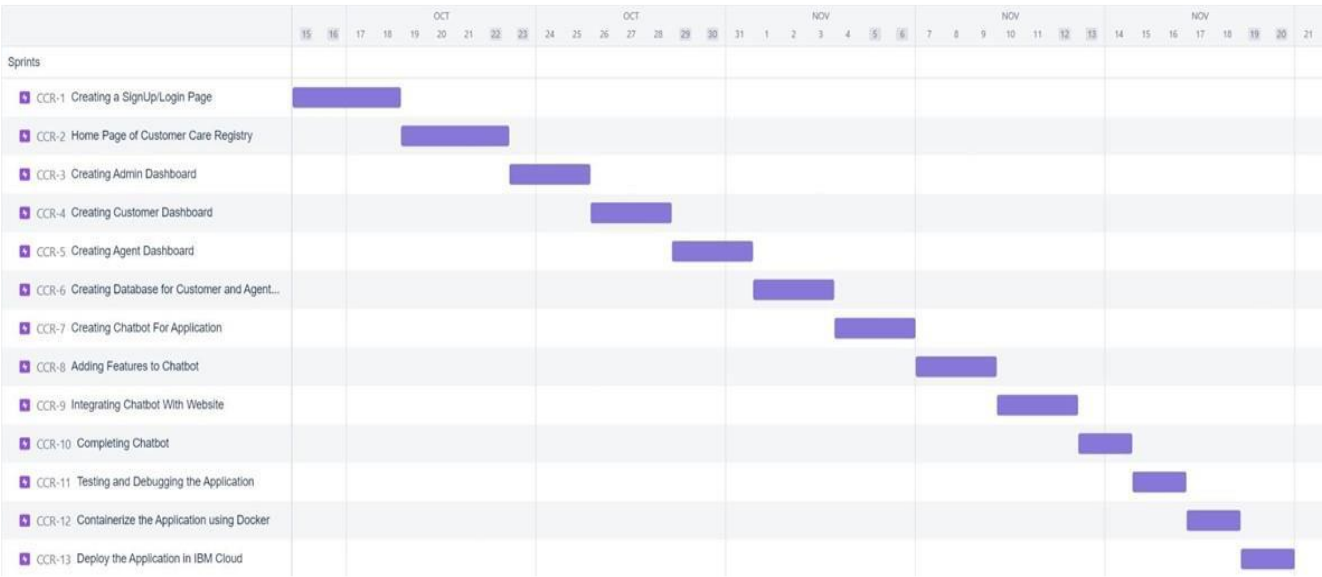 OCT OCT NOV NOV NOV
15 16 17 18 19 20 21 22 23 24 25 26 27 28 29 30 31 1 2 3 4 5 6 7 8 9 10 11 12 13 14 15 16 17 18 19 20 21
Sprints
CCR-1 Creating a SignUp/Login Page
CCR-2 Home Page of Customer Care Registry
CCR-3 Creating Admin Dashboard
CCR-4 Creating Customer Dashboard
CCR-5 Creating Agent Dashboard
CCR-6 Creating Database for Customer and Agent...
CCR-7 Creating Chatbot For Application
CCR-8 Adding Features to Chatbot
CCR-9 Integrating Chatbot With Website
CCR-10 Completing Chatbot
CCR-11 Testing and Debugging the Application
CCR-12 Containerize the Application using Docker
CCR-13 Deploy the Application in IBM Cloud